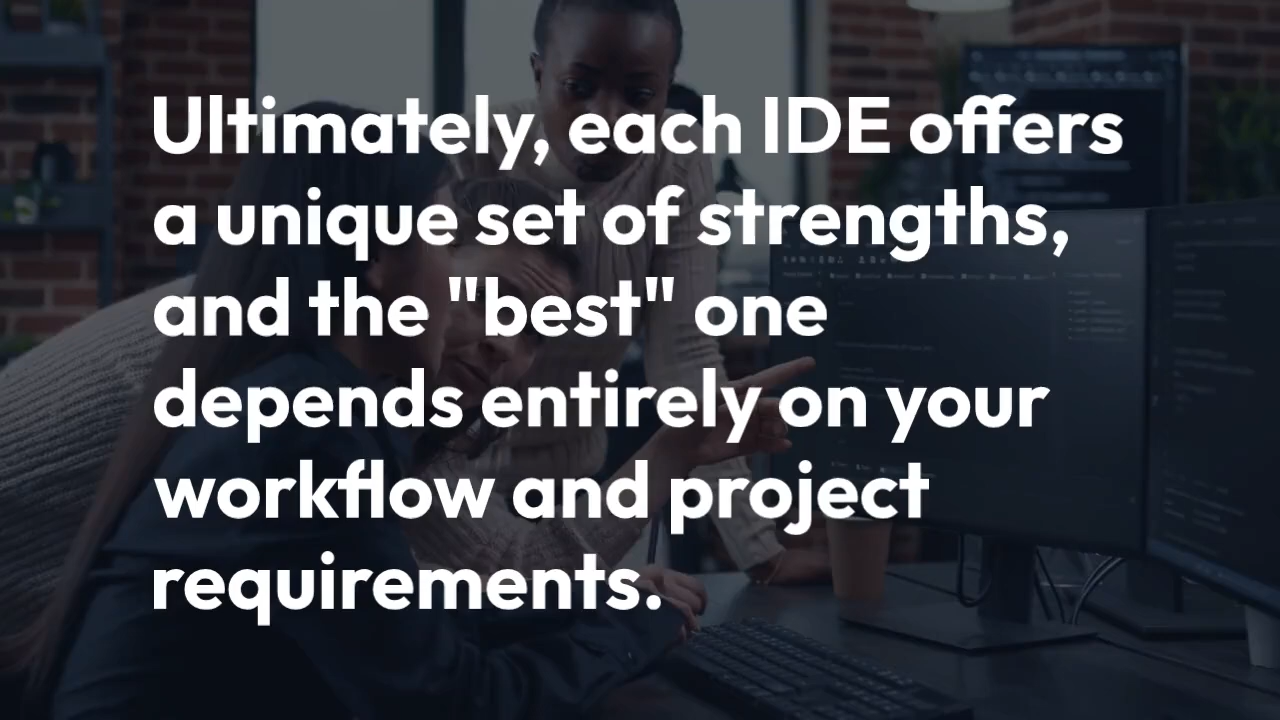 Ultimately, each IDE offers
a unique set of strengths,
and the "best" one
depends entirely on your
workflow and project
requirements.